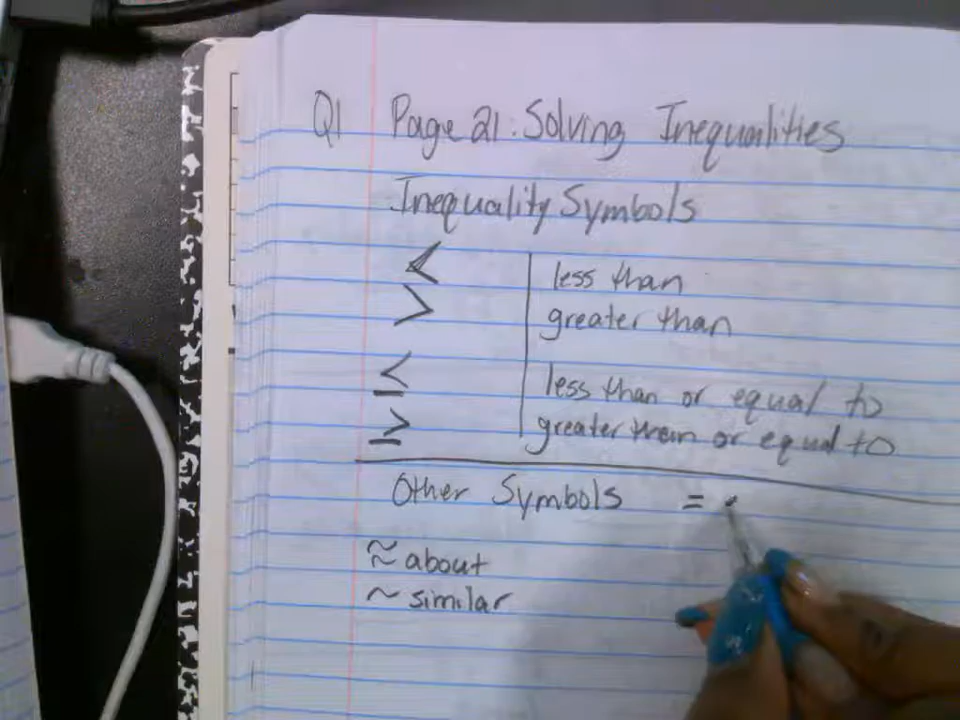 Q1 Page 21: Solving Inequalities
Inequality Symbols
< less than
> greater than
≤ less than or equal to
≥ greater than or equal to
Other Symbols =
≈ about
~ similar